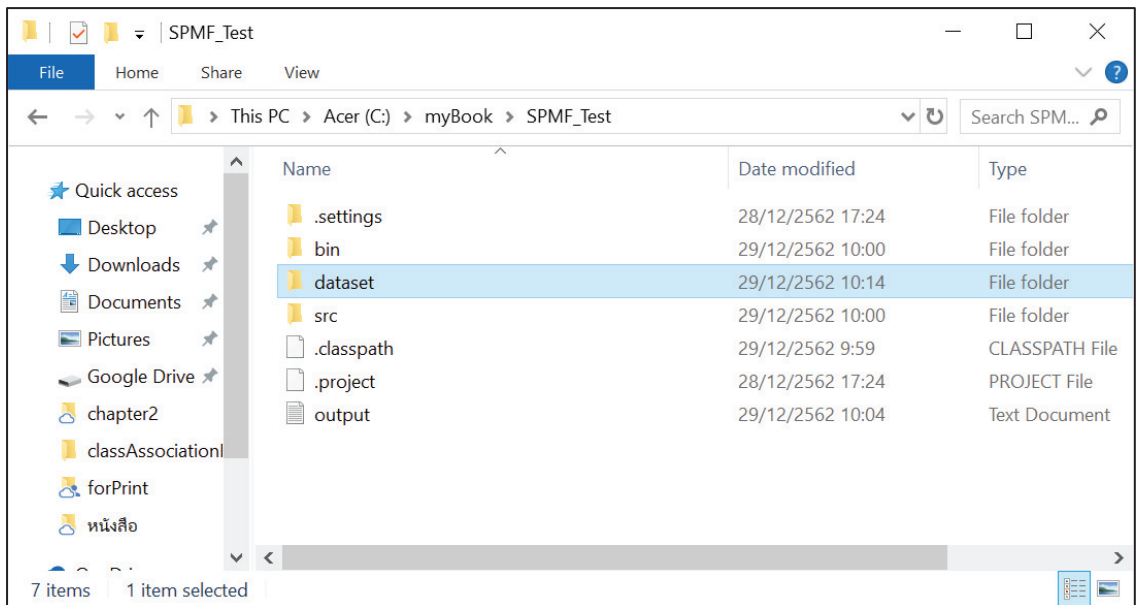 SPMF_Test
File Home Share View
This PC > Acer (C:) > myBook > SPMF_Test Search SPM...
Name Date modified Type
Quick access
Desktop
Downloads
Documents
Pictures
Google Drive
chapter2
classAssociationl
forPrint
หนังสือ
.settings 28/12/2562 17:24 File folder
bin 29/12/2562 10:00 File folder
dataset 29/12/2562 10:14 File folder
src 29/12/2562 10:00 File folder
.classpath 29/12/2562 9:59 CLASSPATH File
.project 28/12/2562 17:24 PROJECT File
output 29/12/2562 10:04 Text Document
7 items 1 item selected